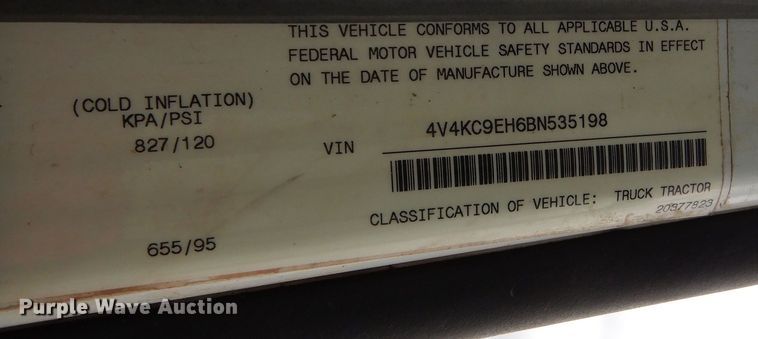 THIS VEHICLE CONFORMS TO ALL APPLICABLE U.S.A.
FEDERAL MOTOR VEHICLE SAFETY STANDARDS IN EFFECT
ON THE DATE OF MANUFACTURE SHOWN ABOVE.
(COLD INFLATION)
KPA/PSI
827/120
VIN 4V4KC9EH6BN535198
CLASSIFICATION OF VEHICLE: TRUCK TRACTOR
20377823
655/95
Purple Wave Auction